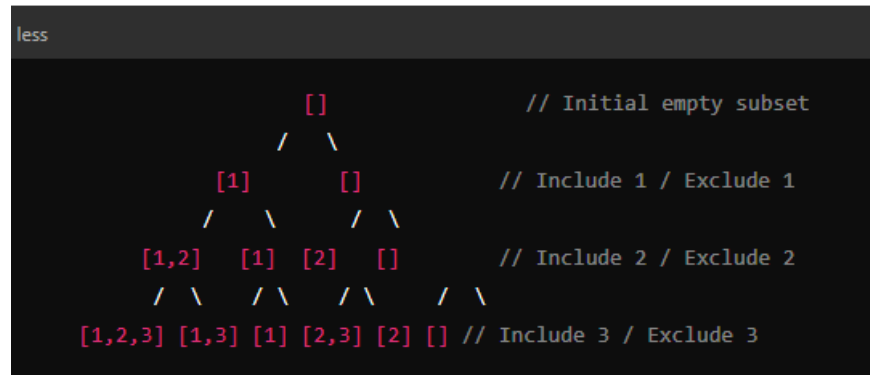 less
[] // Initial empty subset
/ \
[1] [] // Include 1 / Exclude 1
/ \ / \
[1,2] [1] [2] [] // Include 2 / Exclude 2
/ \ / \ / \ / \
[1,2,3] [1,3] [1] [2,3] [2] [] // Include 3 / Exclude 3